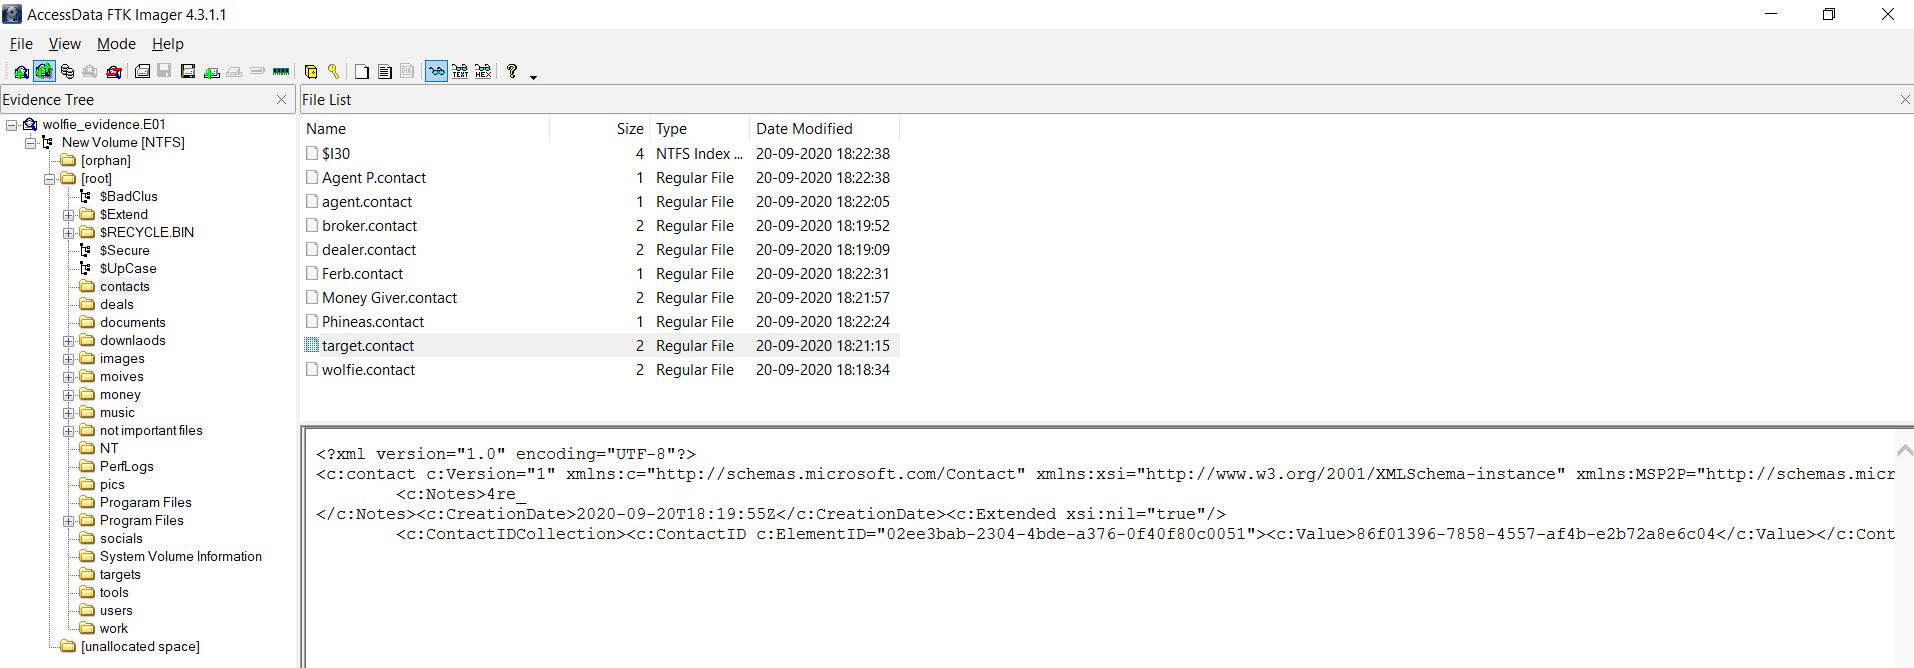 AccessData FTK Imager 4.3.1.1
File View Mode Help
Evidence Tree
wolfie_evidence.E01
New Volume [NTFS]
[orphan]
[root]
$BadClus
$Extend
$RECYCLE.BIN
$Secure
$UpCase
contacts
deals
documents
downlaods
images
moives
money
music
not important files
NT
PerfLogs
pics
Progaram Files
Program Files
socials
System Volume Information
targets
tools
users
work
[unallocated space]
File List
Name Size Type Date Modified
$I30 4 NTFS Index ... 20-09-2020 18:22:38
Agent P.contact 1 Regular File 20-09-2020 18:22:38
agent.contact 1 Regular File 20-09-2020 18:22:05
broker.contact 2 Regular File 20-09-2020 18:19:52
dealer.contact 2 Regular File 20-09-2020 18:19:09
Ferb.contact 1 Regular File 20-09-2020 18:22:31
Money Giver.contact 2 Regular File 20-09-2020 18:21:57
Phineas.contact 1 Regular File 20-09-2020 18:22:24
target.contact 2 Regular File 20-09-2020 18:21:15
wolfie.contact 2 Regular File 20-09-2020 18:18:34
<?xml version="1.0" encoding="UTF-8"?>
<c:contact c:Version="1" xmlns:c="http://schemas.microsoft.com/Contact" xmlns:xsi="http://www.w3.org/2001/XMLSchema-instance" xmlns:MSP2P="http://schemas.micr
<c:Notes>4re_
</c:Notes><c:CreationDate>2020-09-20T18:19:55Z</c:CreationDate><c:Extended xsi:nil="true"/>
<c:ContactIDCollection><c:ContactID c:ElementID="02ee3bab-2304-4bde-a376-0f40f80c0051"><c:Value>86f01396-7858-4557-af4b-e2b72a8e6c04</c:Value></c:Cont